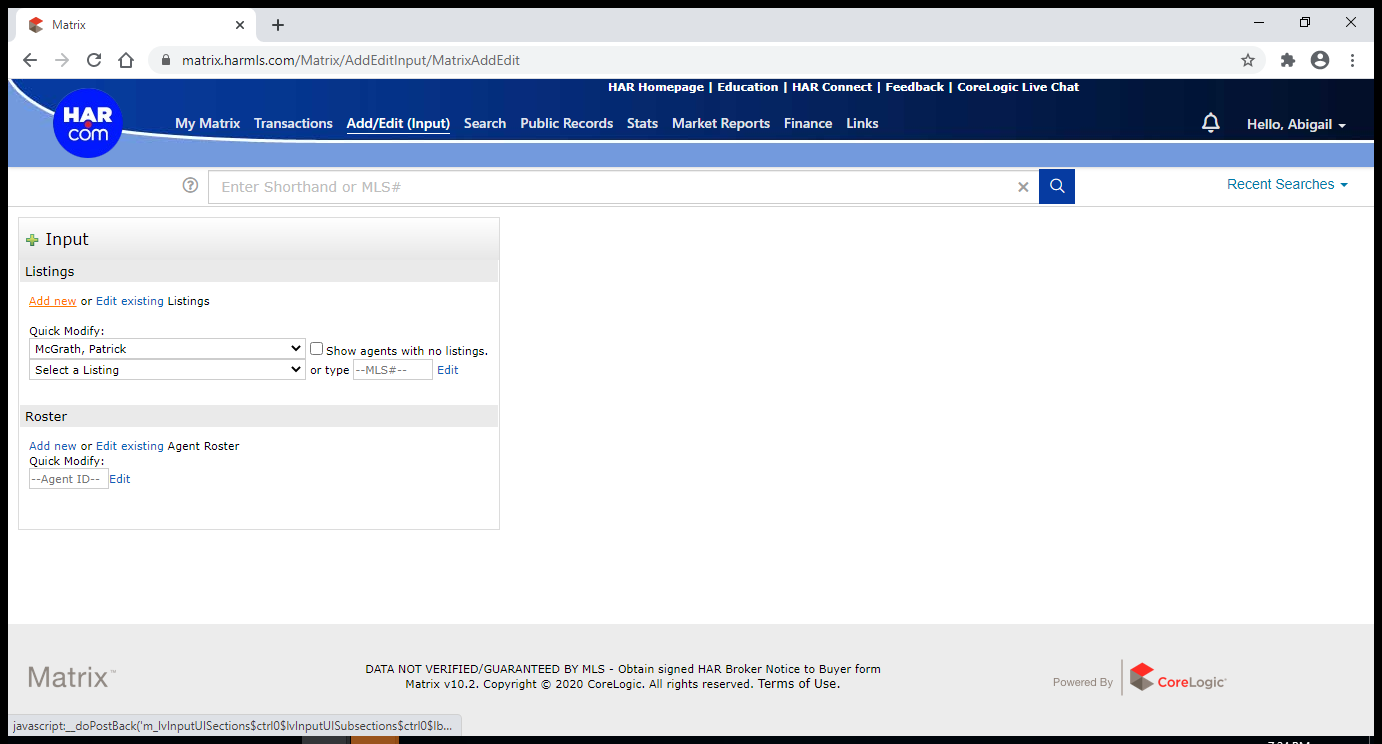 Matrix
matrix.harmls.com/Matrix/AddEditInput/MatrixAddEdit
HAR Homepage | Education | HAR Connect | Feedback | CoreLogic Live Chat
HAR
com
My Matrix Transactions Add/Edit (Input) Search Public Records Stats Market Reports Finance Links
Hello, Abigail
Enter Shorthand or MLS#
Recent Searches
Input
Listings
Add new or Edit existing Listings
Quick Modify:
McGrath, Patrick Show agents with no listings.
Select a Listing or type --MLS#-- Edit
Roster
Add new or Edit existing Agent Roster
Quick Modify:
--Agent ID-- Edit
Matrix™
DATA NOT VERIFIED/GUARANTEED BY MLS - Obtain signed HAR Broker Notice to Buyer form
Matrix v10.2. Copyright © 2020 CoreLogic. All rights reserved. Terms of Use.
Powered By CoreLogic
javascript:__doPostBack('m_lvInputUISections$ctrl0$lvInputUISubsections$ctrl0$lb...